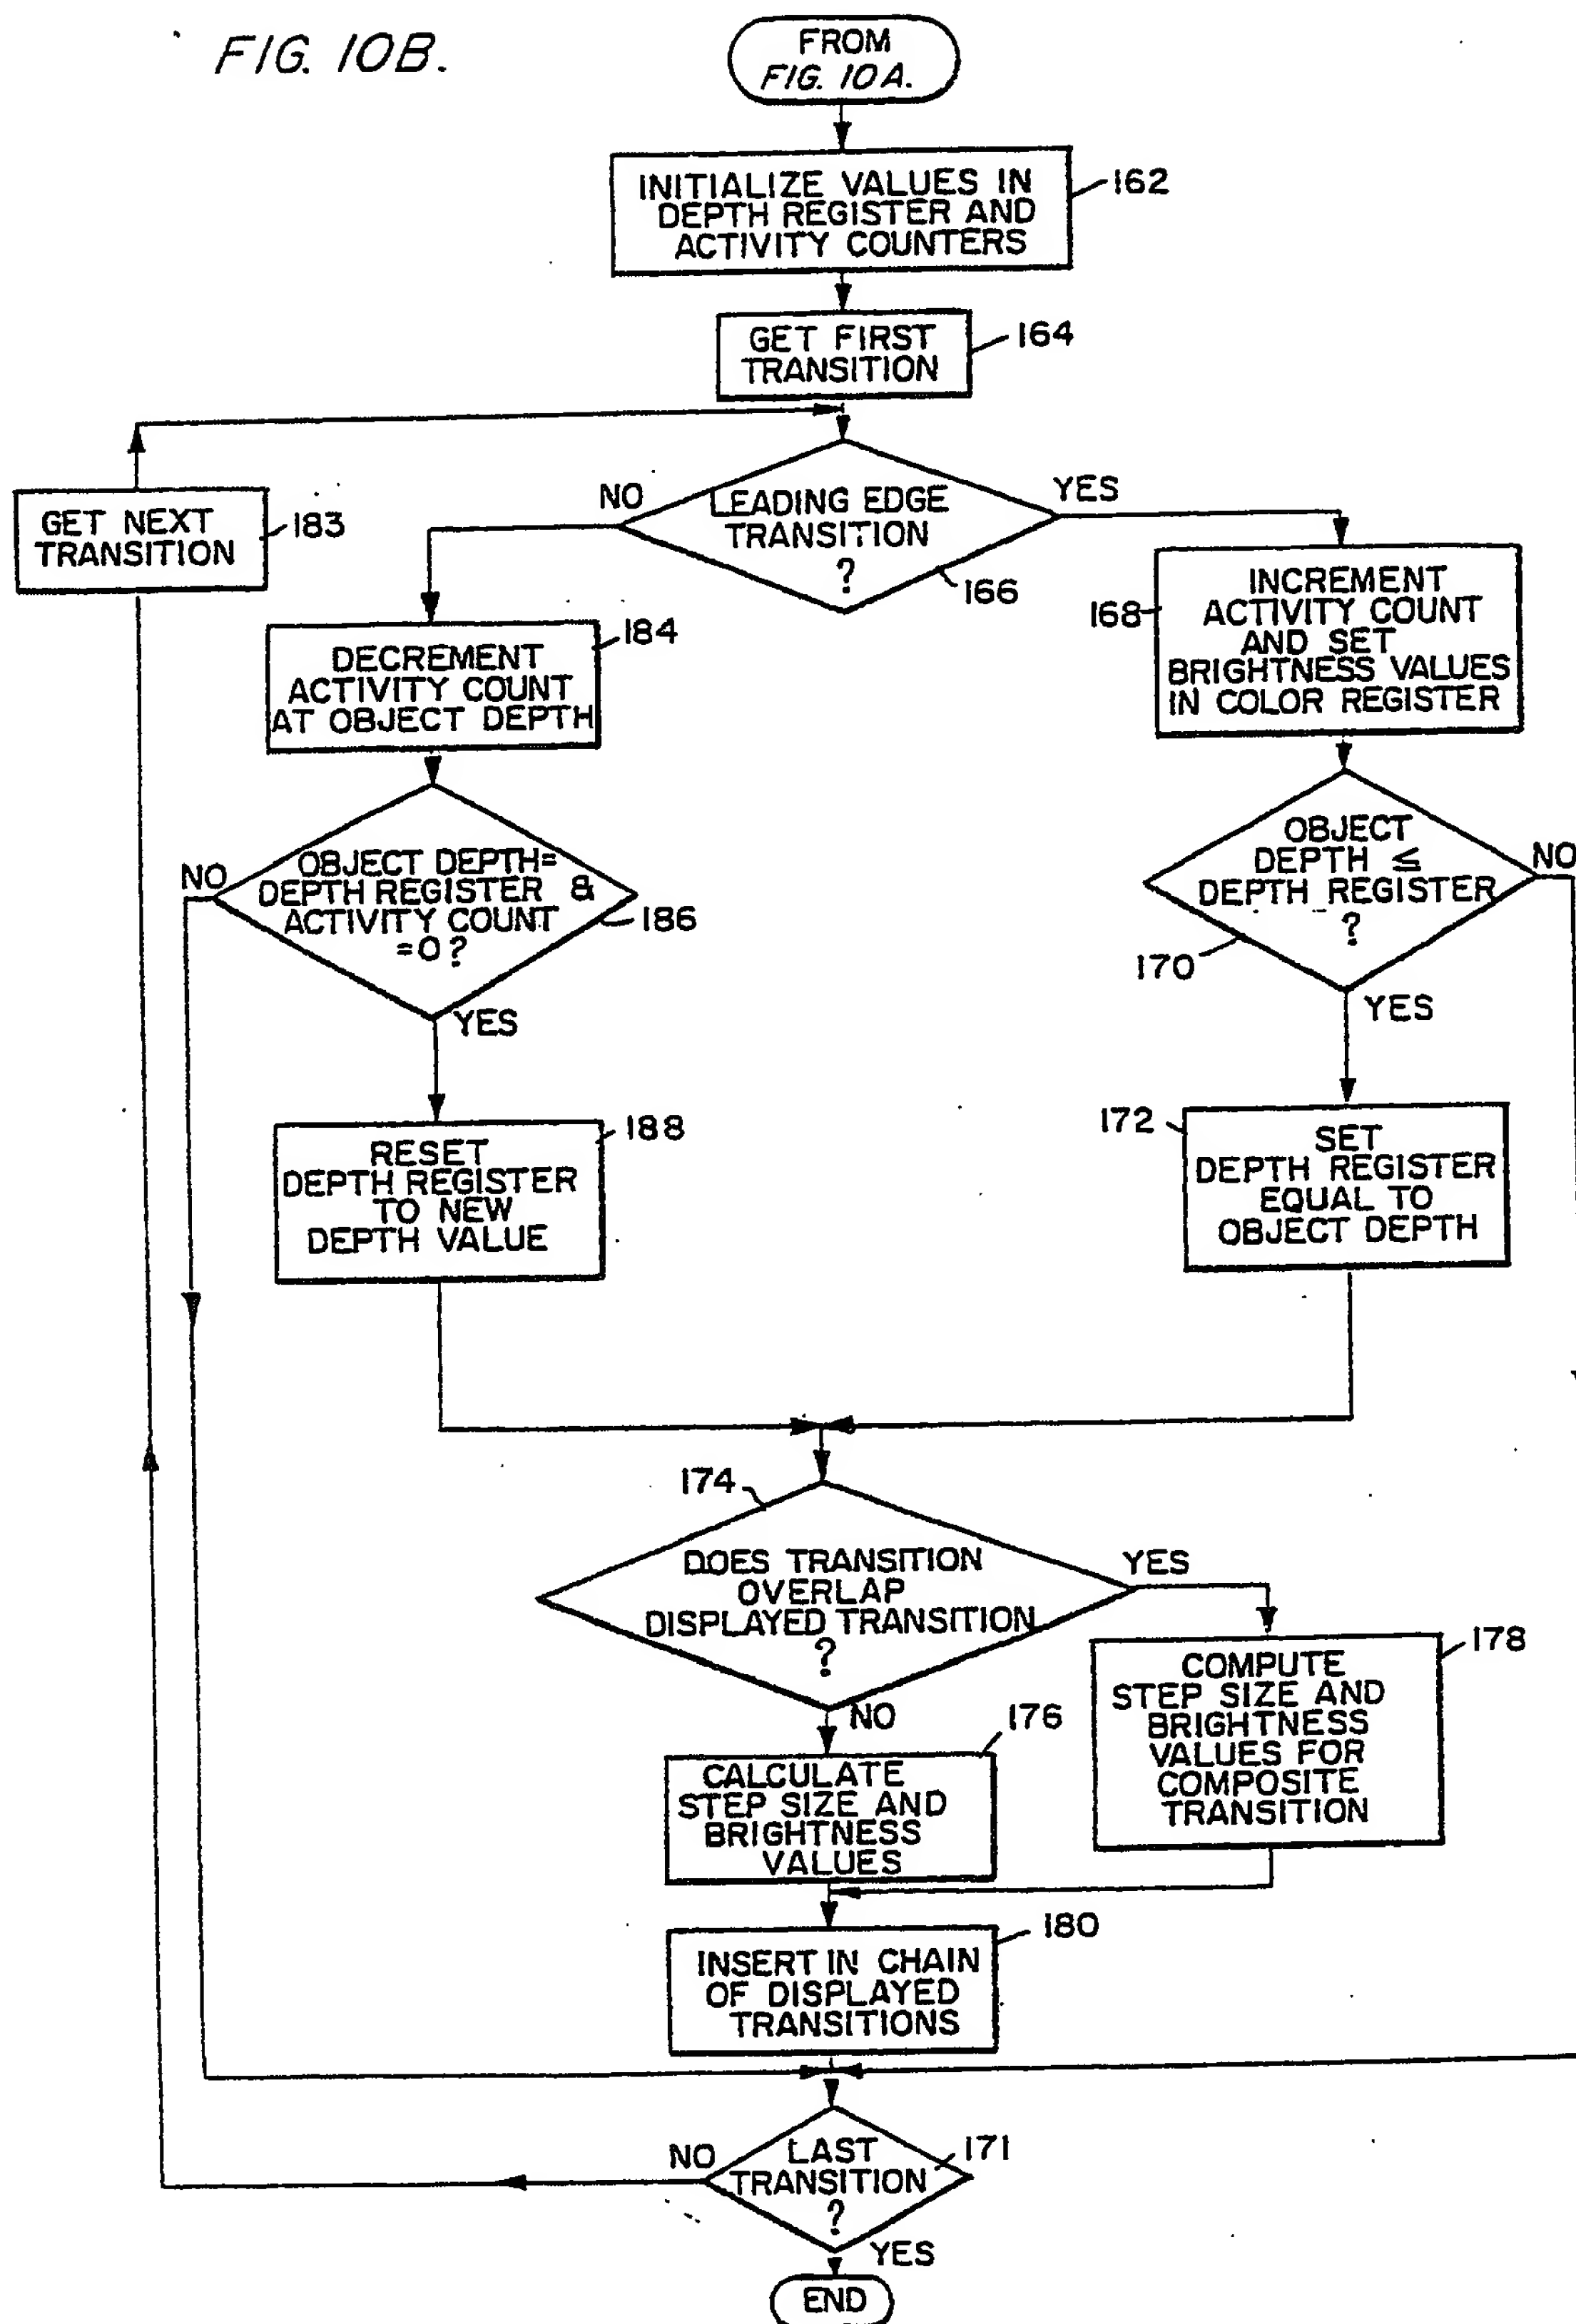 FIG. 10B.
FROM
FIG. 10A.
INITIALIZE VALUES IN
DEPTH REGISTER AND
ACTIVITY COUNTERS
162
GET FIRST
TRANSITION
164
GET NEXT
TRANSITION
183
NO
LEADING EDGE
TRANSITION
?
YES
166
168
INCREMENT
ACTIVITY COUNT
AND SET
BRIGHTNESS VALUES
IN COLOR REGISTER
184
DECREMENT
ACTIVITY COUNT
AT OBJECT DEPTH
NO
OBJECT DEPTH=
DEPTH REGISTER &
ACTIVITY COUNT
=0?
186
YES
OBJECT
DEPTH ≤
DEPTH REGISTER
?
NO
170
YES
188
RESET
DEPTH REGISTER
TO NEW
DEPTH VALUE
172
SET
DEPTH REGISTER
EQUAL TO
OBJECT DEPTH
174
DOES TRANSITION
OVERLAP
DISPLAYED TRANSITION
?
YES
NO
176
CALCULATE
STEP SIZE AND
BRIGHTNESS
VALUES
178
COMPUTE
STEP SIZE AND
BRIGHTNESS
VALUES FOR
COMPOSITE
TRANSITION
180
INSERT IN CHAIN
OF DISPLAYED
TRANSITIONS
NO
LAST
TRANSITION
?
171
YES
END